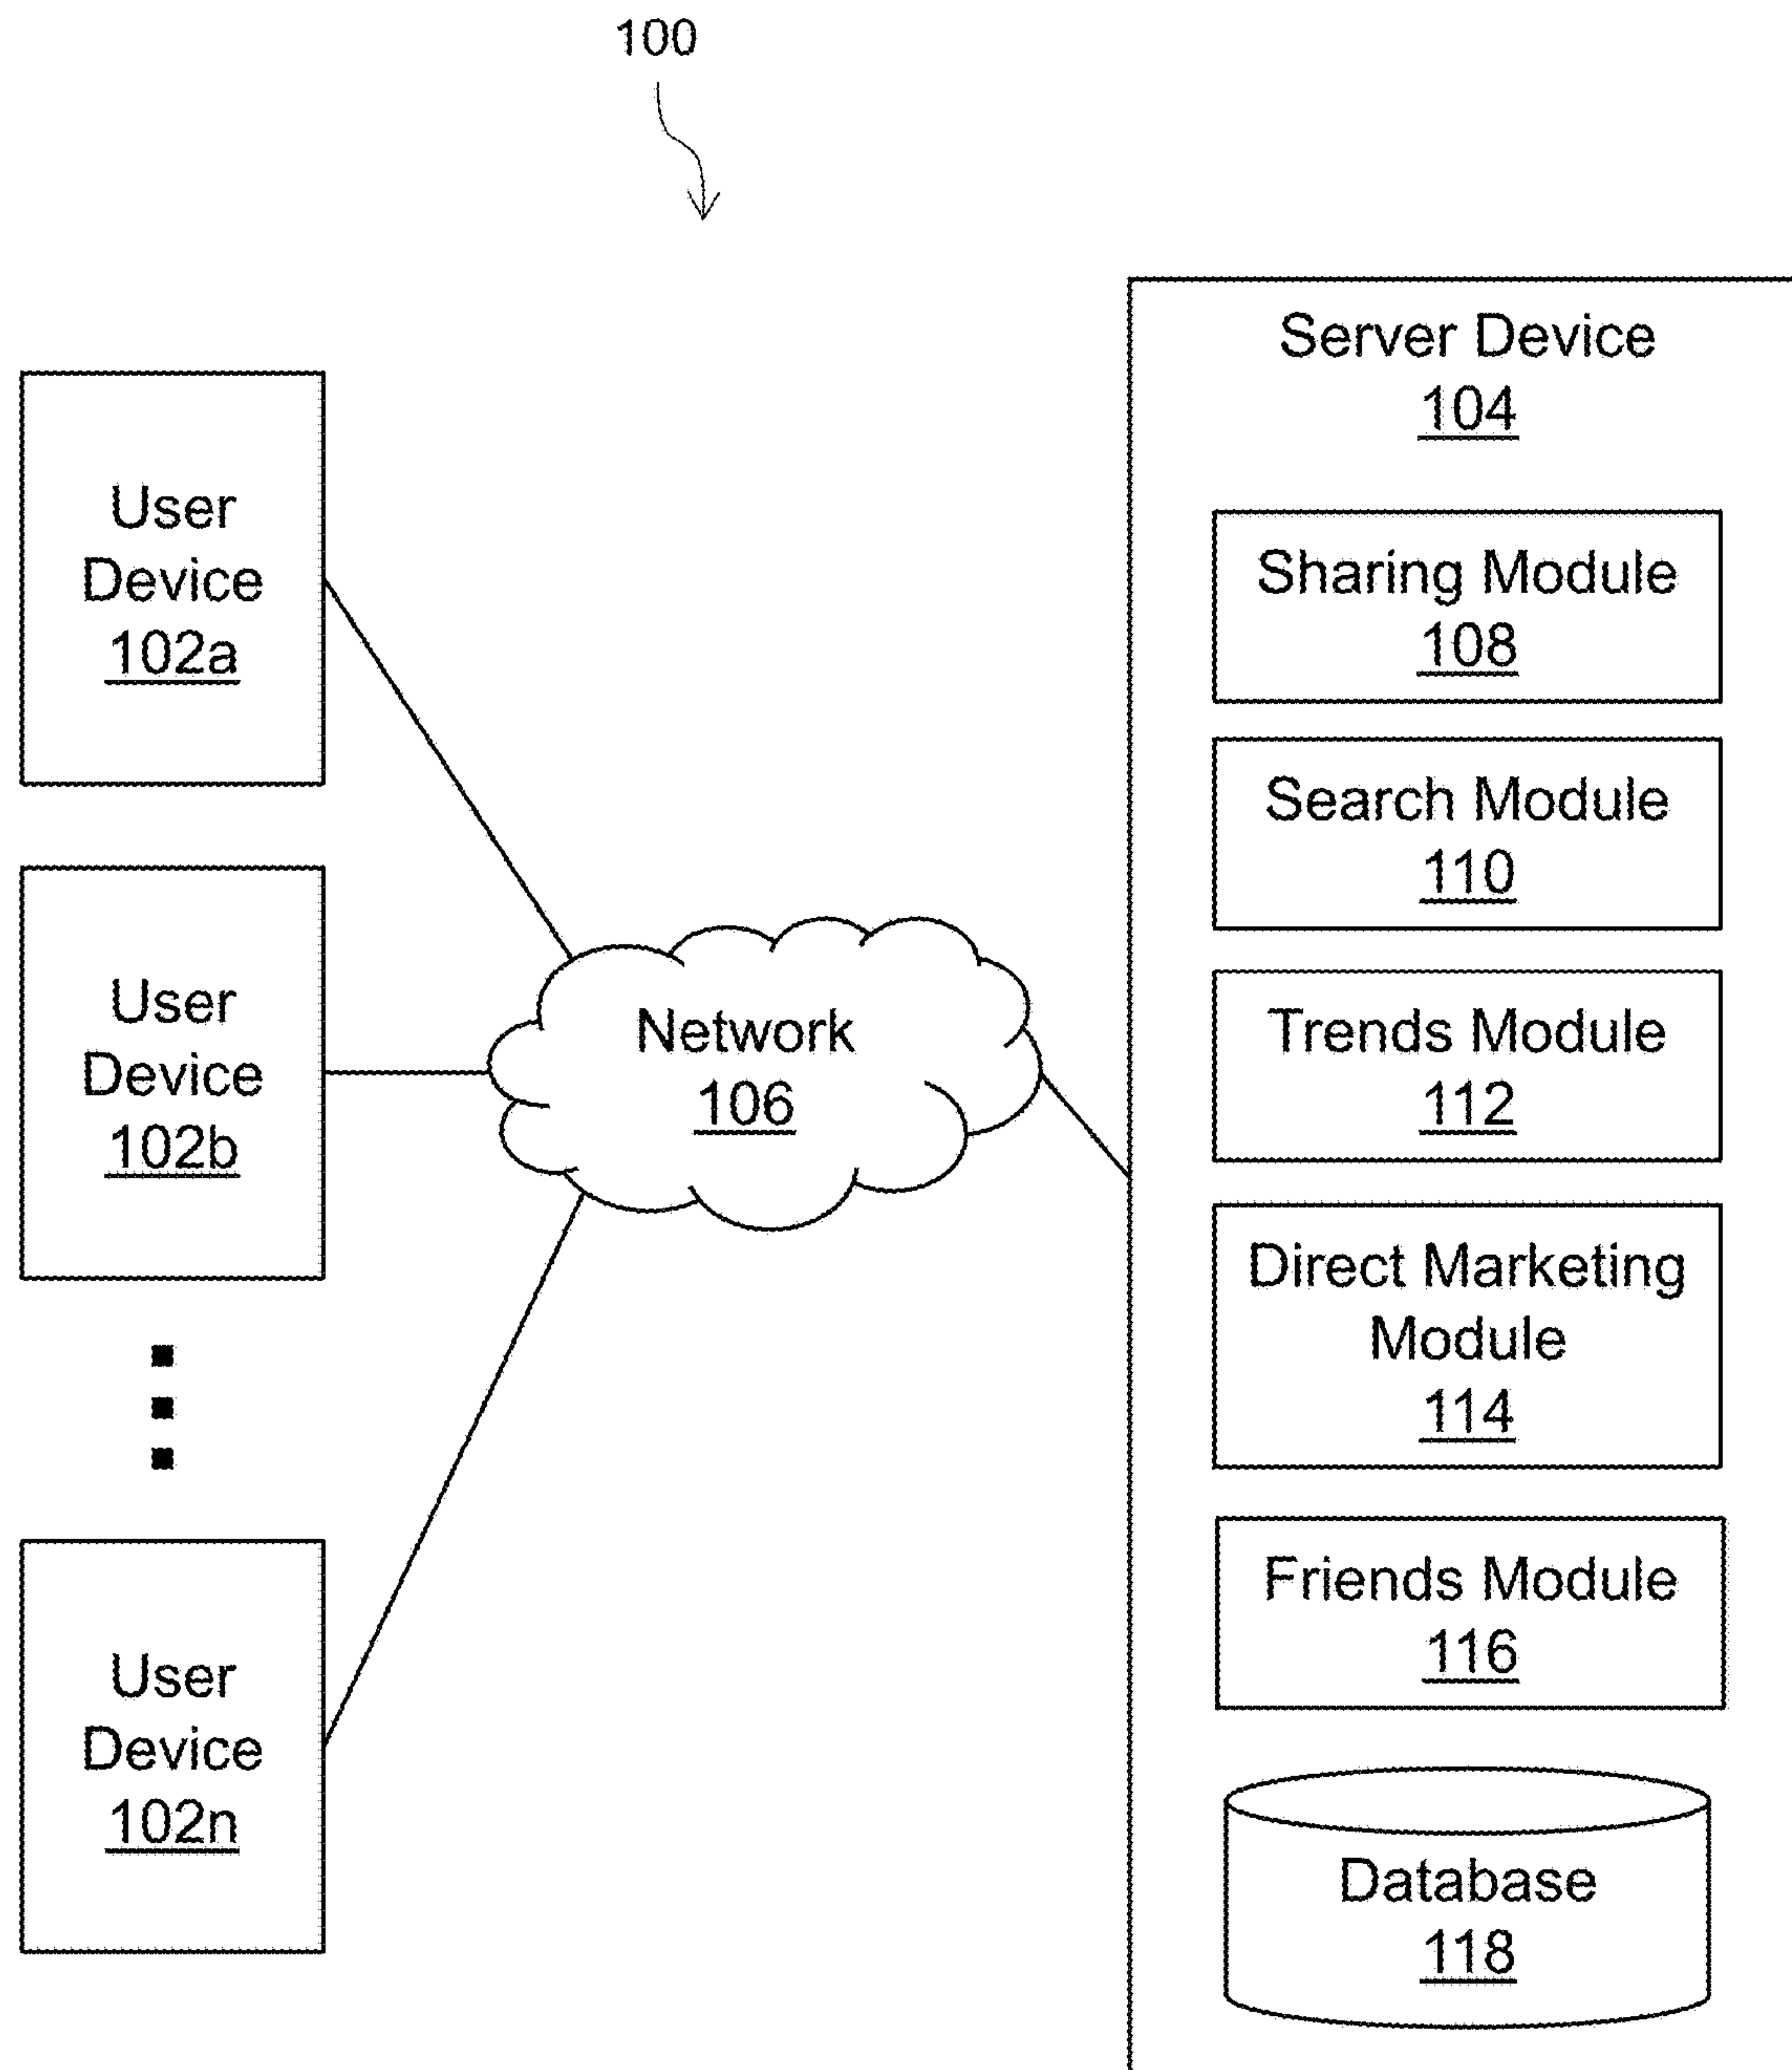 100
User
Device
102a
User
Device
102b
User
Device
102n
Network
106
Server Device
104
Sharing Module
108
Search Module
110
Trends Module
112
Direct Marketing
Module
114
Friends Module
116
Database
118